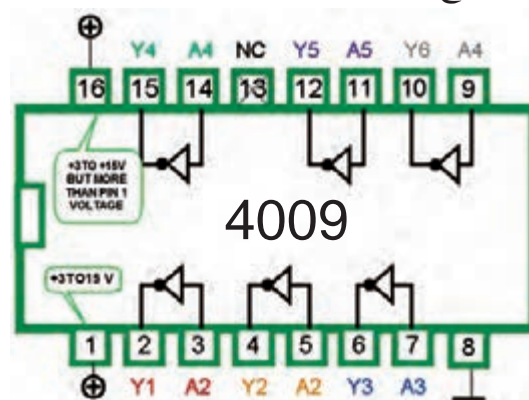 Y4 A4 NC Y5 A5 Y6 A4
16 15 14 13 12 11 10 9
+3TO +15V
BUT MORE
THAN PIN 1
VOLTAGE
4009
+3TO15 V
1 2 3 4 5 6 7 8
Y1 A2 Y2 A2 Y3 A3